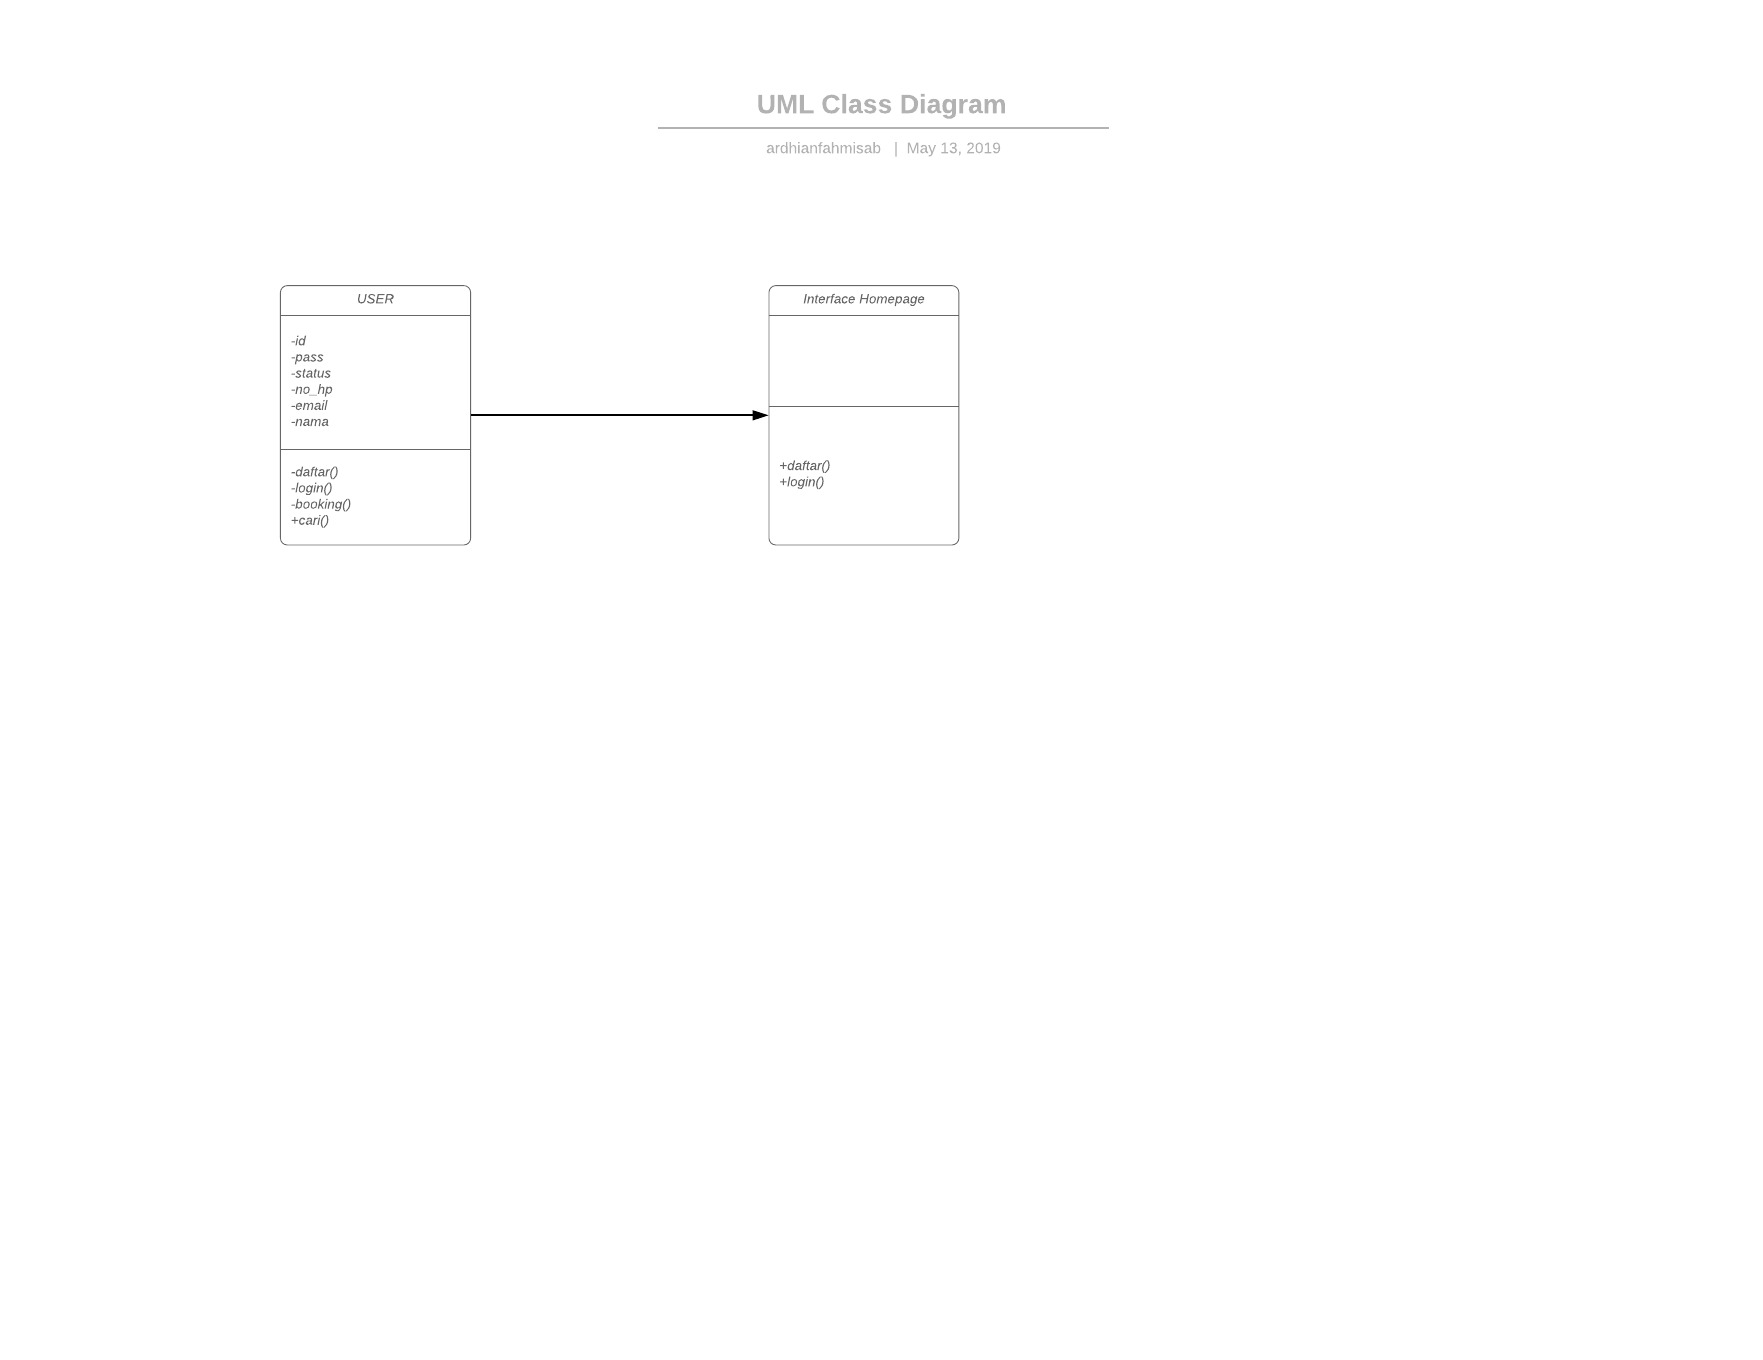 UML Class Diagram
ardhianfahmisab | May 13, 2019
USER
-id
-pass
-status
-no_hp
-email
-nama
-daftar()
-login()
-booking()
+cari()
Interface Homepage
+daftar()
+login()